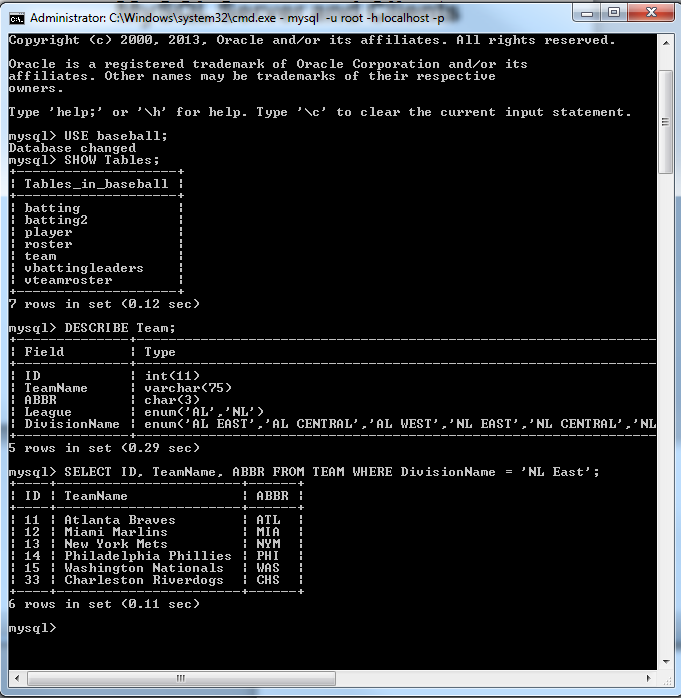 Administrator: C:\Windows\system32\cmd.exe - mysql -u root -h localhost -p
Copyright (c) 2000, 2013, Oracle and/or its affiliates. All rights reserved.
Oracle is a registered trademark of Oracle Corporation and/or its
affiliates. Other names may be trademarks of their respective
owners.
Type 'help;' or '\h' for help. Type '\c' to clear the current input statement.
mysql> USE baseball;
Database changed
mysql> SHOW Tables;
+--------------------+
| Tables_in_baseball |
+--------------------+
| batting            |
| batting2           |
| player             |
| roster             |
| team               |
| vbattingleaders    |
| vteamroster        |
+--------------------+
7 rows in set (0.12 sec)
mysql> DESCRIBE Team;
+--------------+-----------------------------------------------------------------
| Field        | Type
+--------------+-----------------------------------------------------------------
| ID           | int(11)
| TeamName     | varchar(75)
| ABBR         | char(3)
| League       | enum('AL','NL')
| DivisionName | enum('AL EAST','AL CENTRAL','AL WEST','NL EAST','NL CENTRAL','NL
+--------------+-----------------------------------------------------------------
5 rows in set (0.29 sec)
mysql> SELECT ID, TeamName, ABBR FROM TEAM WHERE DivisionName = 'NL East';
+----+-----------------------+------+
| ID | TeamName              | ABBR |
+----+-----------------------+------+
| 11 | Atlanta Braves        | ATL  |
| 12 | Miami Marlins         | MIA  |
| 13 | New York Mets         | NYM  |
| 14 | Philadelphia Phillies | PHI  |
| 15 | Washington Nationals  | WAS  |
| 33 | Charleston Riverdogs  | CHS  |
+----+-----------------------+------+
6 rows in set (0.11 sec)
mysql>